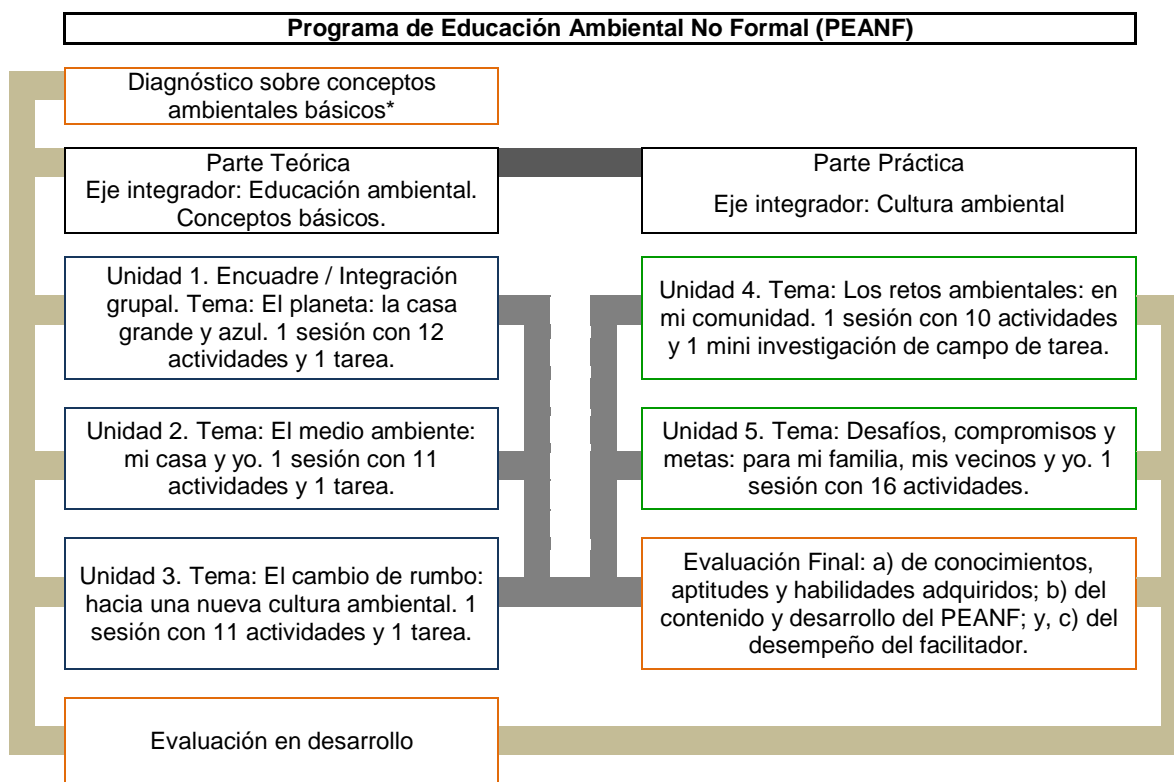 Programa de Educación Ambiental No Formal (PEANF)
Diagnóstico sobre conceptos
ambientales básicos*
Parte Teórica
Eje integrador: Educación ambiental.
Conceptos básicos.
Parte Práctica
Eje integrador: Cultura ambiental
Unidad 1. Encuadre / Integración
grupal. Tema: El planeta: la casa
grande y azul. 1 sesión con 12
actividades y 1 tarea.
Unidad 4. Tema: Los retos ambientales: en
mi comunidad. 1 sesión con 10 actividades
y 1 mini investigación de campo de tarea.
Unidad 2. Tema: El medio ambiente:
mi casa y yo. 1 sesión con 11
actividades y 1 tarea.
Unidad 5. Tema: Desafíos, compromisos y
metas: para mi familia, mis vecinos y yo. 1
sesión con 16 actividades.
Unidad 3. Tema: El cambio de rumbo:
hacia una nueva cultura ambiental. 1
sesión con 11 actividades y 1 tarea.
Evaluación Final: a) de conocimientos,
aptitudes y habilidades adquiridos; b) del
contenido y desarrollo del PEANF; y, c) del
desempeño del facilitador.
Evaluación en desarrollo